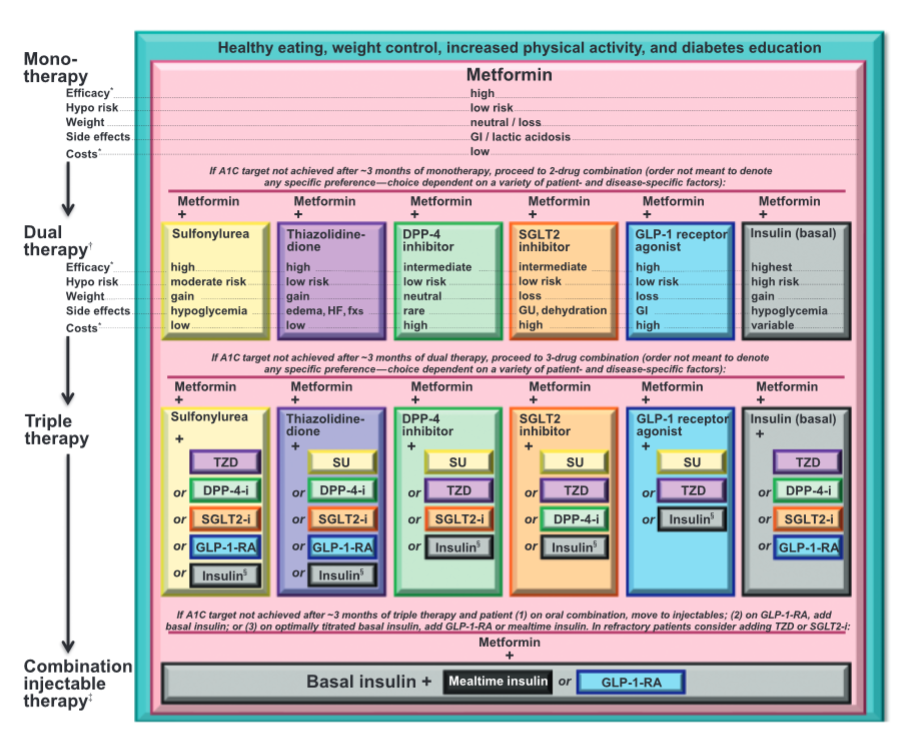 Healthy eating, weight control, increased physical activity, and diabetes education
Mono-
therapy
Metformin
Efficacy* high
Hypo risk low risk
Weight neutral / loss
Side effects GI / lactic acidosis
Costs* low
If A1C target not achieved after ~3 months of monotherapy, proceed to 2-drug combination (order not meant to denote
any specific preference—choice dependent on a variety of patient- and disease-specific factors):
Metformin Metformin Metformin Metformin Metformin Metformin
+ + + + + +
Dual
therapy†
Sulfonylurea
Thiazolidine-
dione
DPP-4
inhibitor
SGLT2
inhibitor
GLP-1 receptor
agonist
Insulin (basal)
Efficacy* high high intermediate intermediate high highest
Hypo risk moderate risk low risk low risk low risk low risk high risk
Weight gain gain neutral loss loss gain
Side effects hypoglycemia edema, HF, fxs rare GU, dehydration GI hypoglycemia
Costs* low low high high high variable
If A1C target not achieved after ~3 months of dual therapy, proceed to 3-drug combination (order not meant to denote
any specific preference—choice dependent on a variety of patient- and disease-specific factors):
Metformin Metformin Metformin Metformin Metformin Metformin
+ + + + + +
Triple
therapy
Sulfonylurea
+
TZD
or DPP-4-i
or SGLT2-i
or GLP-1-RA
or Insulin§
Thiazolidine-
dione
+
SU
or DPP-4-i
or SGLT2-i
or GLP-1-RA
or Insulin§
DPP-4
inhibitor
+
SU
or TZD
or SGLT2-i
or Insulin§
SGLT2
inhibitor
+
SU
or TZD
or DPP-4-i
or Insulin§
GLP-1 receptor
agonist
+
SU
or TZD
or Insulin§
Insulin (basal)
+
TZD
or DPP-4-i
or SGLT2-i
or GLP-1-RA
If A1C target not achieved after ~3 months of triple therapy and patient (1) on oral combination, move to injectables; (2) on GLP-1-RA, add
basal insulin; or (3) on optimally titrated basal insulin, add GLP-1-RA or mealtime insulin. In refractory patients consider adding TZD or SGLT2-i:
Metformin
+
Combination
injectable
therapy‡
Basal insulin + Mealtime insulin or GLP-1-RA